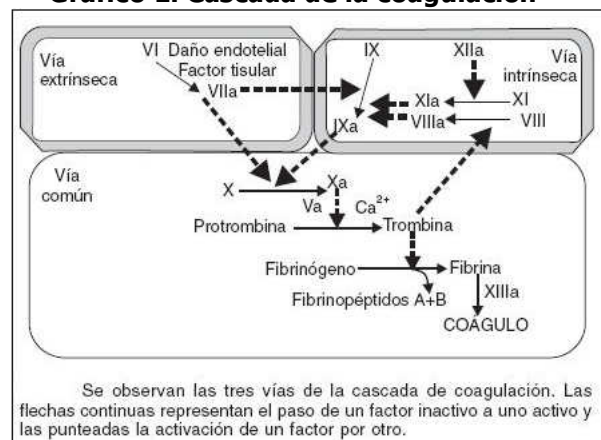 Gráfico 1. Cascada de la coagulación
Vía
extrínseca
VI Daño endotelial
Factor tisular
VIIa
IX
XIIa
Vía
intrínseca
XIa
XI
IXa
VIIIa
VIII
Vía
común
X
Xa
Va
Ca2+
Protrombina
Trombina
Fibrinógeno
Fibrina
Fibrinopéptidos A+B
XIIIa
COÁGULO
Se observan las tres vías de la cascada de coagulación. Las
flechas continuas representan el paso de un factor inactivo a uno activo y
las punteadas la activación de un factor por otro.